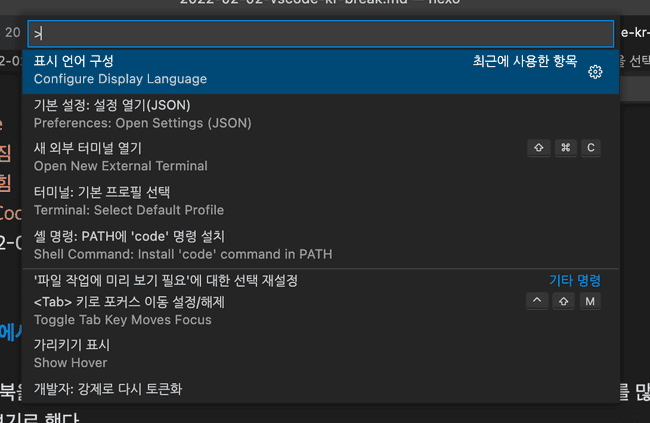 2022-02-02-vscode-kr-break.md — hexo
20
>
e-kr-
표시 언어 구성
최근에 사용한 항목
Configure Display Language
기본 설정: 설정 열기(JSON)
Preferences: Open Settings (JSON)
새 외부 터미널 열기
⇧ ⌘ C
Open New External Terminal
터미널: 기본 프로필 선택
Terminal: Select Default Profile
셸 명령: PATH에 'code' 명령 설치
Shell Command: Install 'code' command in PATH
'파일 작업에 미리 보기 필요'에 대한 선택 재설정
기타 명령
<Tab> 키로 포커스 이동 설정/해제
^ ⇧ M
Toggle Tab Key Moves Focus
가리키기 표시
Show Hover
개발자: 강제로 다시 토큰화